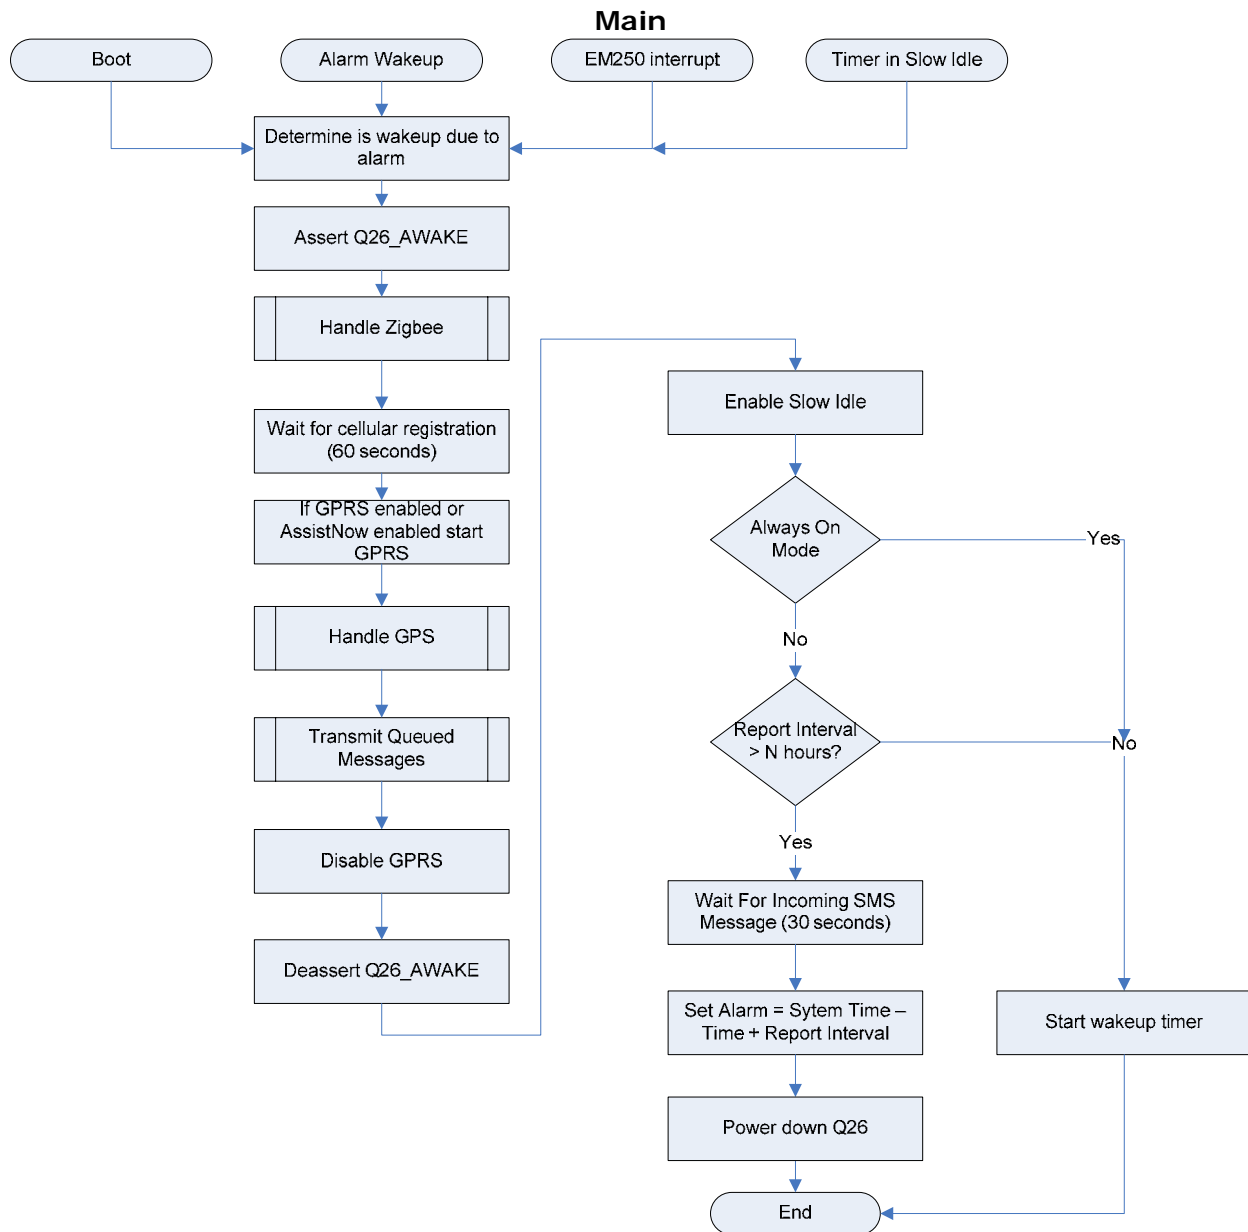 Main
Boot
Alarm Wakeup
EM250 interrupt
Timer in Slow Idle
Determine is wakeup due to
alarm
Assert Q26_AWAKE
Handle Zigbee
Wait for cellular registration
(60 seconds)
If GPRS enabled or
AssistNow enabled start
GPRS
Handle GPS
Transmit Queued
Messages
Disable GPRS
Deassert Q26_AWAKE
Enable Slow Idle
Always On
Mode
Yes
No
Report Interval
> N hours?
No
Yes
Wait For Incoming SMS
Message (30 seconds)
Set Alarm = Sytem Time –
Time + Report Interval
Start wakeup timer
Power down Q26
End